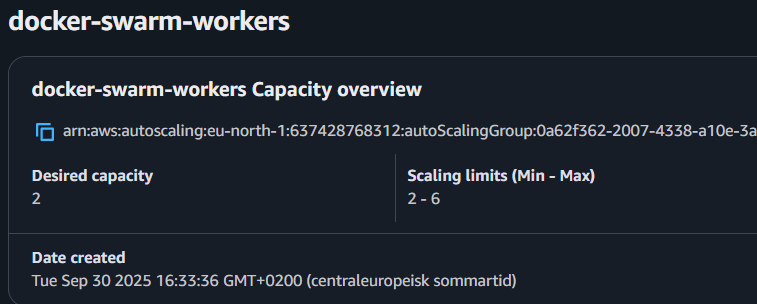 docker-swarm-workers
docker-swarm-workers Capacity overview
arn:aws:autoscaling:eu-north-1:637428768312:autoScalingGroup:0a62f362-2007-4338-a10e-3a
Desired capacity
2
Scaling limits (Min - Max)
2 - 6
Date created
Tue Sep 30 2025 16:33:36 GMT+0200 (centraleuropeisk sommartid)